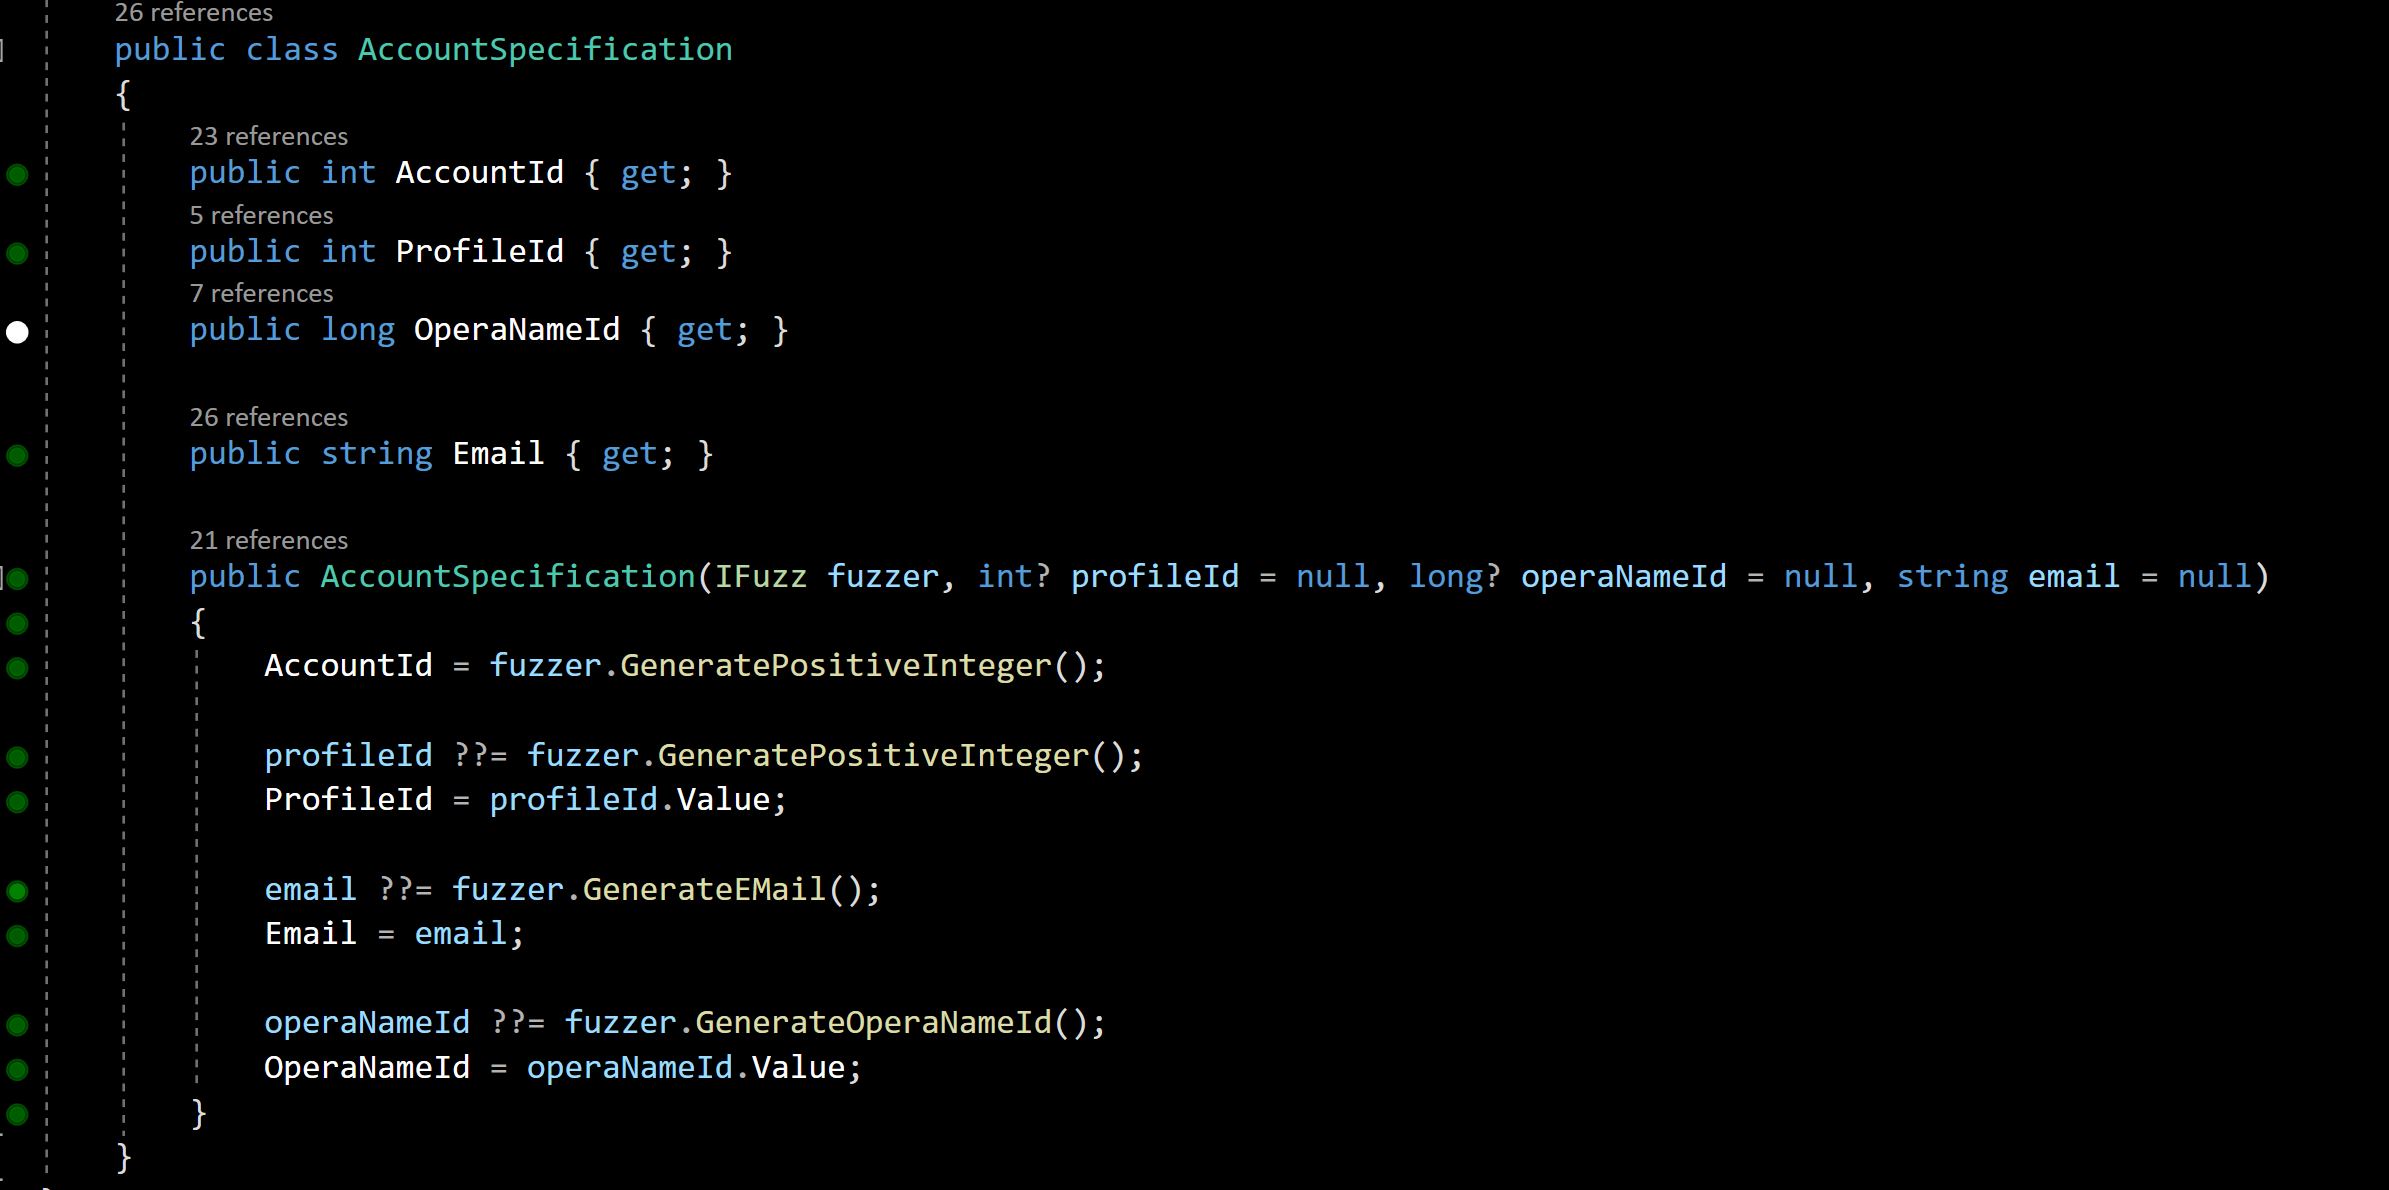 26 references
public class AccountSpecification
{
23 references
public int AccountId { get; }
5 references
public int ProfileId { get; }
7 references
public long OperaNameId { get; }
26 references
public string Email { get; }
21 references
public AccountSpecification(IFuzz fuzzer, int? profileId = null, long? operaNameId = null, string email = null)
{
AccountId = fuzzer.GeneratePositiveInteger();
profileId ??= fuzzer.GeneratePositiveInteger();
ProfileId = profileId.Value;
email ??= fuzzer.GenerateEMail();
Email = email;
operaNameId ??= fuzzer.GenerateOperaNameId();
OperaNameId = operaNameId.Value;
}
}